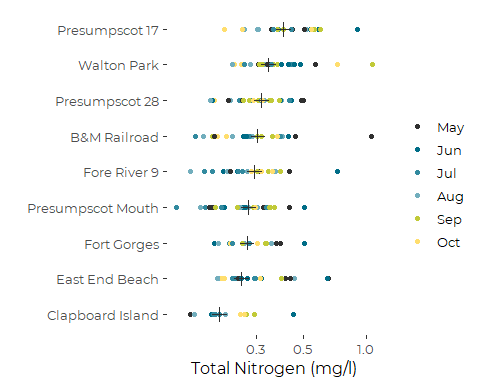 Presumpscot 17
Walton Park
Presumpscot 28
B&M Railroad
Fore River 9
Presumpscot Mouth
Fort Gorges
East End Beach
Clapboard Island
May
Jun
Jul
Aug
Sep
Oct
0.3 0.5 1.0
Total Nitrogen (mg/l)